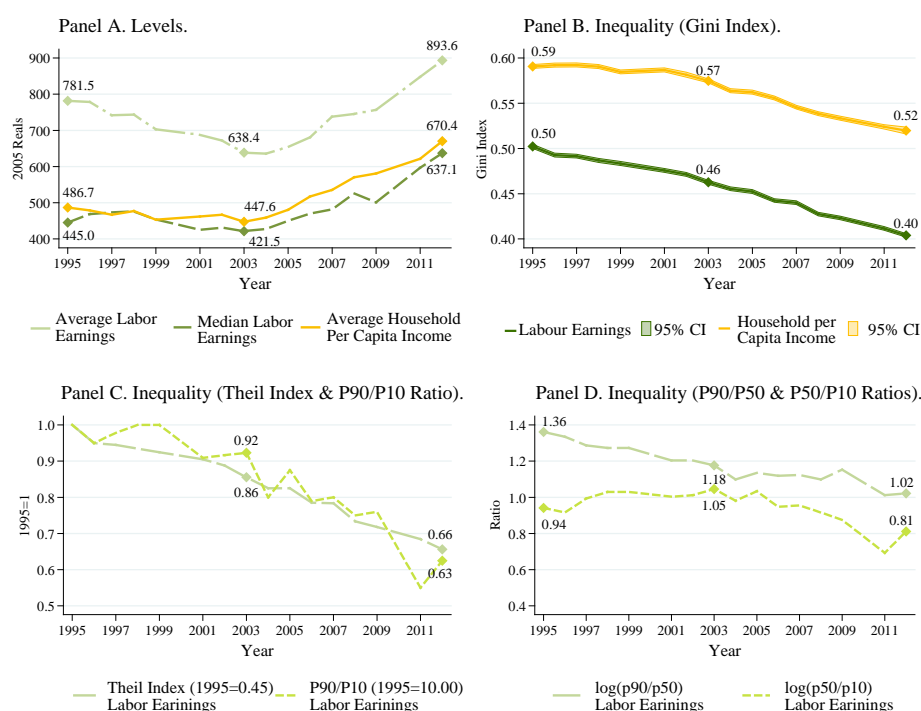 Panel A. Levels.
2005 Reals
900
800
700
600
500
400
781.5
486.7
445.0
638.4
447.6
421.5
893.6
670.4
637.1
1995 1997 1999 2001 2003 2005 2007 2009 2011
Year
Average Labor
Earnings
Median Labor
Earnings
Average Household
Per Capita Income
Panel B. Inequality (Gini Index).
Gini Index
0.60
0.55
0.50
0.45
0.40
0.59
0.57
0.52
0.50
0.46
0.40
1995 1997 1999 2001 2003 2005 2007 2009 2011
Year
Labour Earnings
95% CI
Household per
Capita Income
95% CI
Panel C. Inequality (Theil Index & P90/P10 Ratio).
1995=1
1.0
0.9
0.8
0.7
0.6
0.5
0.92
0.86
0.66
0.63
1995 1997 1999 2001 2003 2005 2007 2009 2011
Year
Theil Index (1995=0.45)
Labor Earinings
P90/P10 (1995=10.00)
Labor Earinings
Panel D. Inequality (P90/P50 & P50/P10 Ratios).
Ratio
1.4
1.2
1.0
0.8
0.6
0.4
1.36
0.94
1.18
1.05
1.02
0.81
1995 1997 1999 2001 2003 2005 2007 2009 2011
Year
log(p90/p50)
Labor Earinings
log(p50/p10)
Labor Earinings